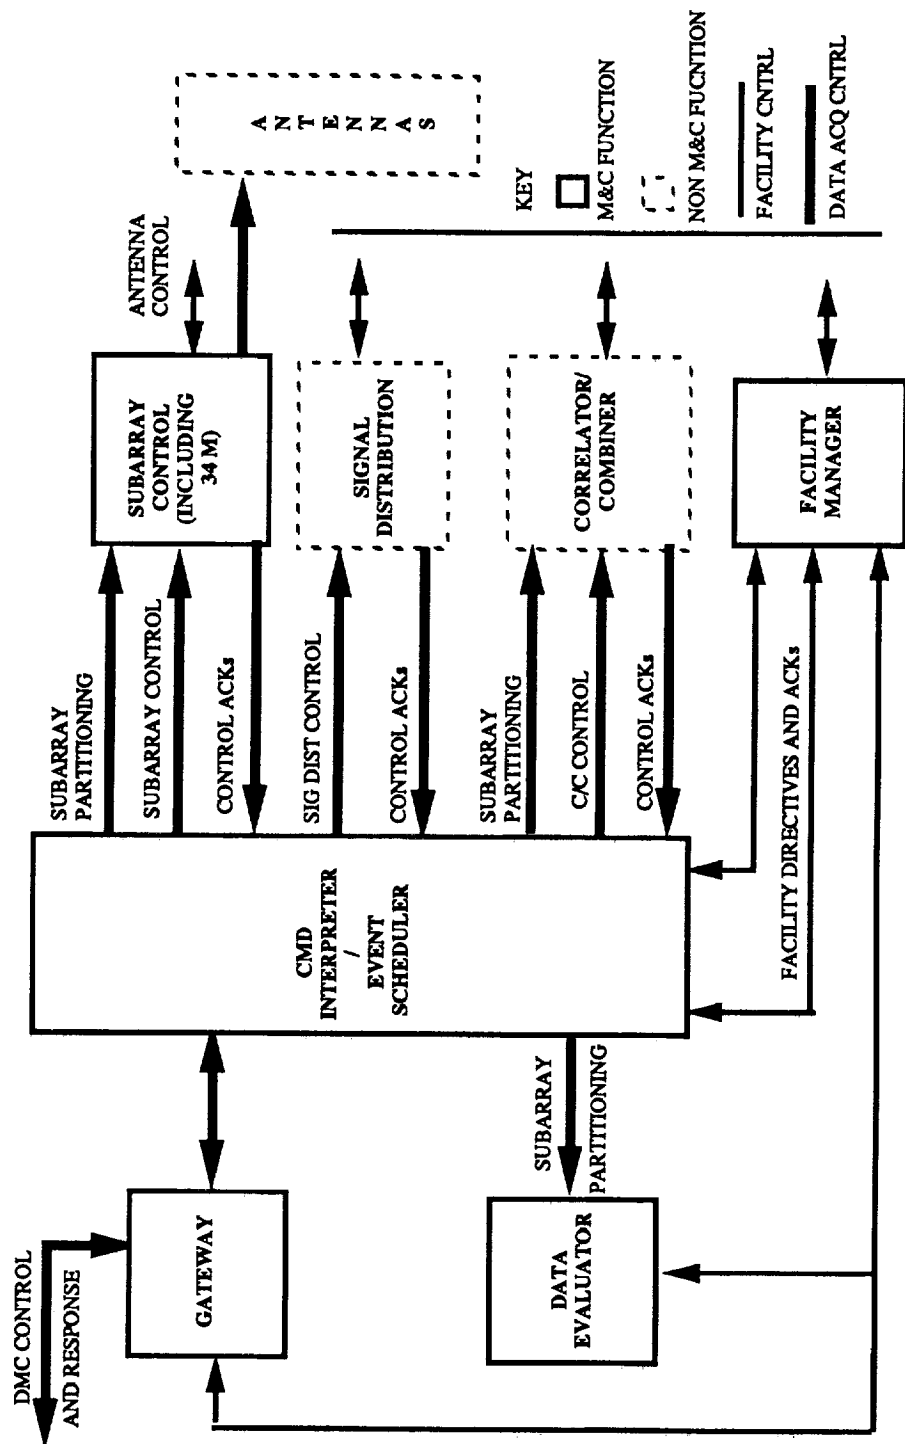 DMC CONTROL
AND RESPONSE
GATEWAY
CMD
INTERPRETER
/
EVENT
SCHEDULER
SUBARRAY
PARTITIONING
DATA
EVALUATOR
SUBARRAY
PARTITIONING
SUBARRAY CONTROL
CONTROL ACKs
SIG DIST CONTROL
CONTROL ACKs
SUBARRAY
PARTITIONING
C/C CONTROL
CONTROL ACKs
FACILITY DIRECTIVES AND ACKs
SUBARRAY
CONTROL
(INCLUDING
34 M)
SIGNAL
DISTRIBUTION
CORRELATOR/
COMBINER
FACILITY
MANAGER
ANTENNA
CONTROL
A
N
T
E
N
N
A
S
KEY
M&C FUNCTION
NON M&C FUCNTION
FACILITY CNTRL
DATA ACQ CNTRL